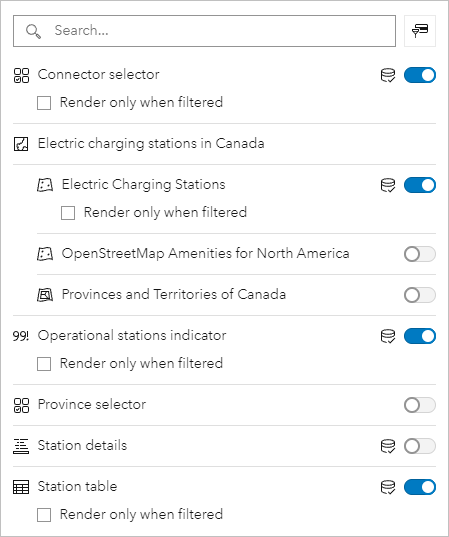 Search...
Connector selector
Render only when filtered
Electric charging stations in Canada
Electric Charging Stations
Render only when filtered
OpenStreetMap Amenities for North America
Provinces and Territories of Canada
99! Operational stations indicator
Render only when filtered
Province selector
Station details
Station table
Render only when filtered